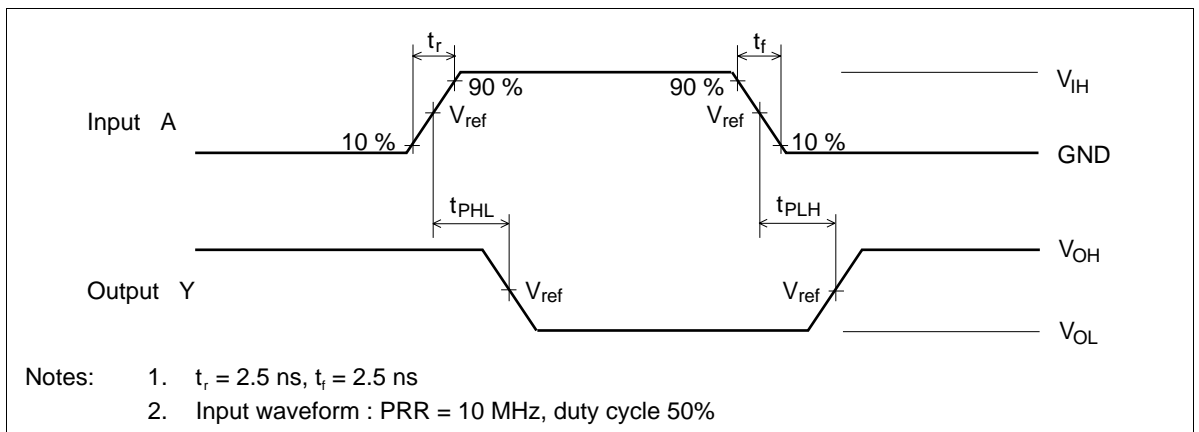 tr tf
90 % 90 % VIH
Input A Vref Vref
10 % 10 % GND
tPHL tPLH
VOH
Output Y Vref Vref
VOL
Notes: 1. tr = 2.5 ns, tf = 2.5 ns
2. Input waveform : PRR = 10 MHz, duty cycle 50%